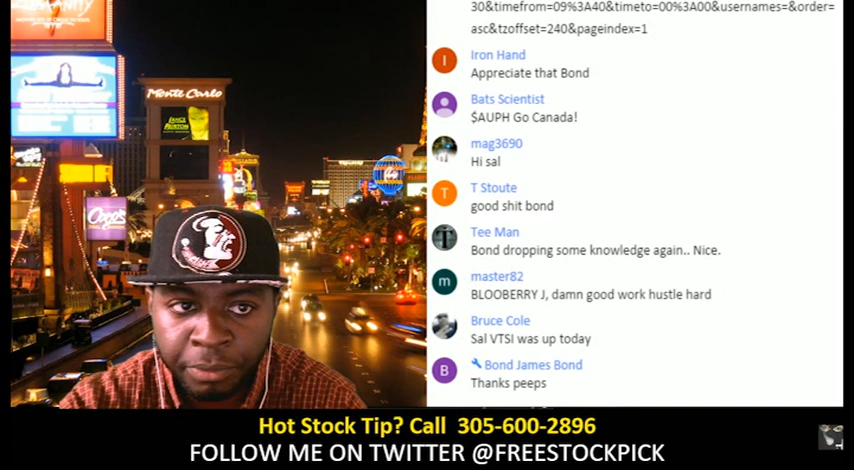 30&timefrom=09%3A40&timeto=00%3A00&usernames=&order=
asc&tzoffset=240&pageindex=1
I
Iron Hand
Appreciate that Bond
Bats Scientist
$AUPH Go Canada!
mag3690
Hi sal
T
T Stoute
good shit bond
T
Tee Man
Bond dropping some knowledge again.. Nice.
m
master82
BLOOBERRY J, damn good work hustle hard
Bruce Cole
Sal VTSI was up today
B
Bond James Bond
Thanks peeps
Monte Carlo
LANCE
BURTON
Hot Stock Tip? Call 305-600-2896
FOLLOW ME ON TWITTER @FREESTOCKPICK